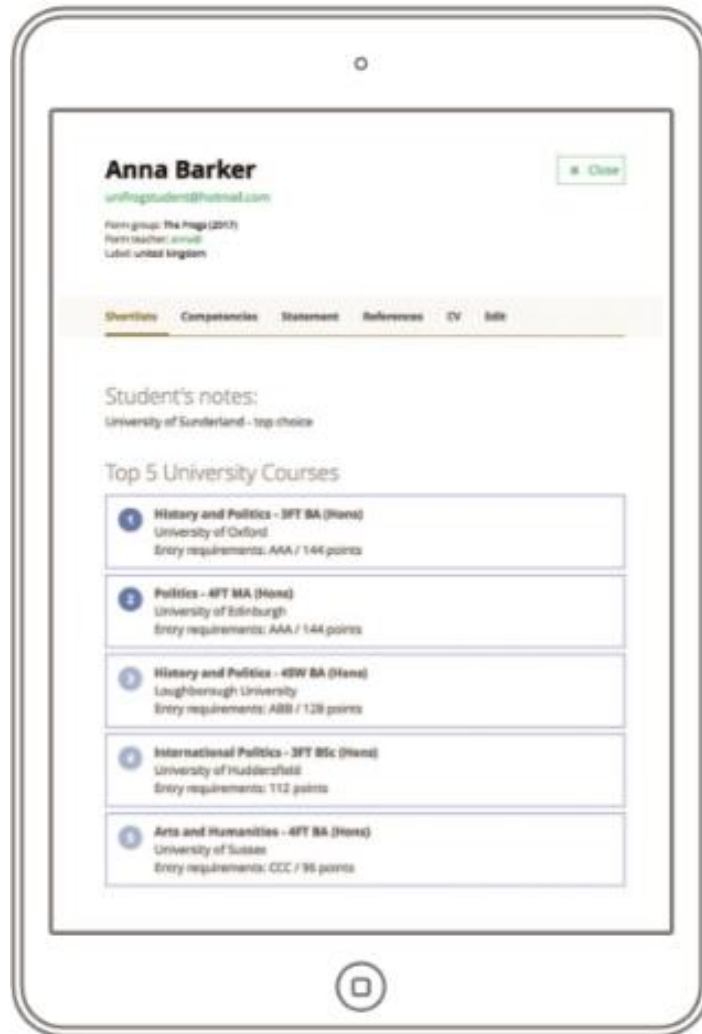 Anna Barker
Close
unifrogstudent@hotmail.com
Form group: The Frogs (2017)
Form teacher:
Label: united kingdom
Shortlists Competencies Statement References CV Edit
Student's notes:
University of Sunderland - top choice
Top 5 University Courses
1 History and Politics - 3FT BA (Hons)
University of Oxford
Entry requirements: AAA / 144 points
2 Politics - 4FT MA (Hons)
University of Edinburgh
Entry requirements: AAA / 144 points
3 History and Politics - 4SW BA (Hons)
Loughborough University
Entry requirements: ABB / 128 points
4 International Politics - 3FT BSc (Hons)
University of Huddersfield
Entry requirements: 112 points
5 Arts and Humanities - 4FT BA (Hons)
University of Sussex
Entry requirements: CCC / 96 points